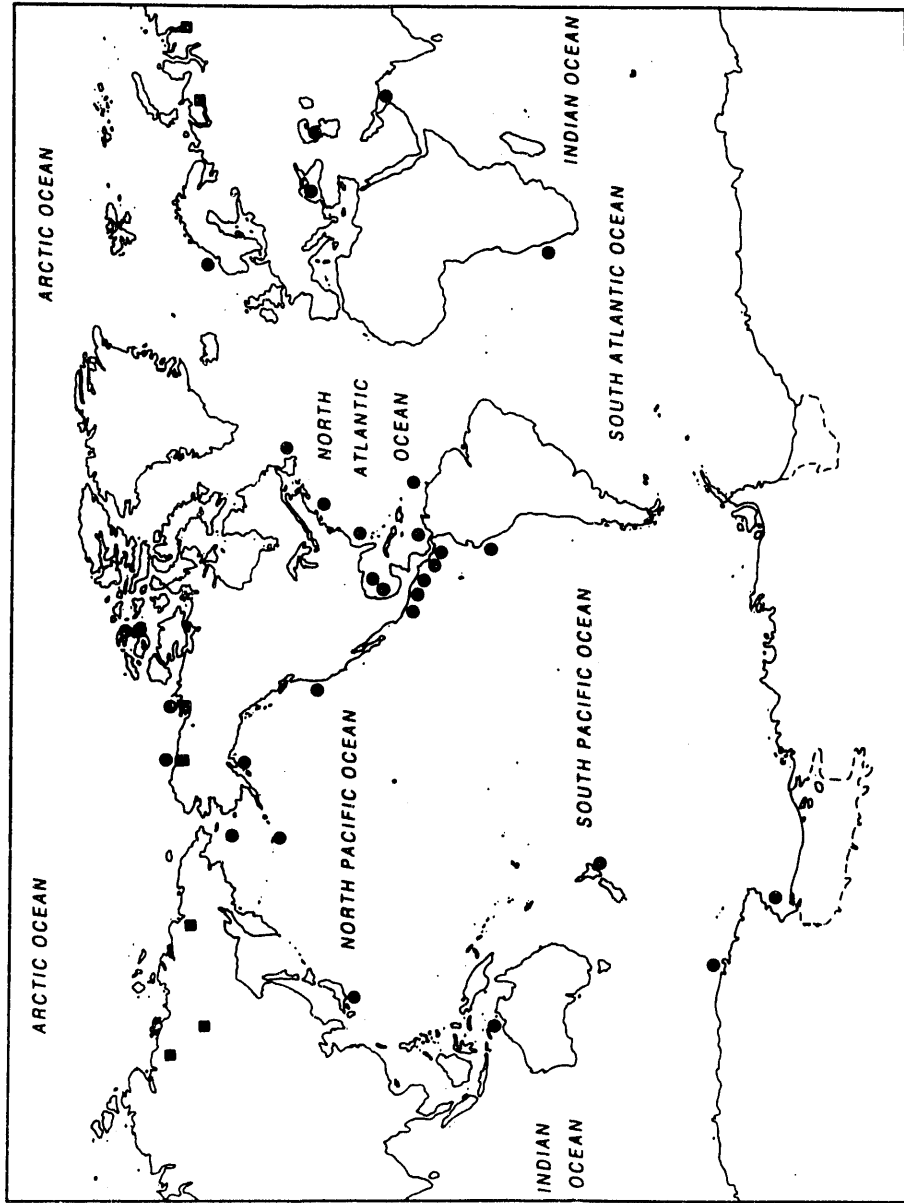 ARCTIC OCEAN
ARCTIC OCEAN
NORTH PACIFIC OCEAN
NORTH
ATLANTIC
OCEAN
INDIAN
OCEAN
SOUTH PACIFIC OCEAN
SOUTH ATLANTIC OCEAN
INDIAN OCEAN